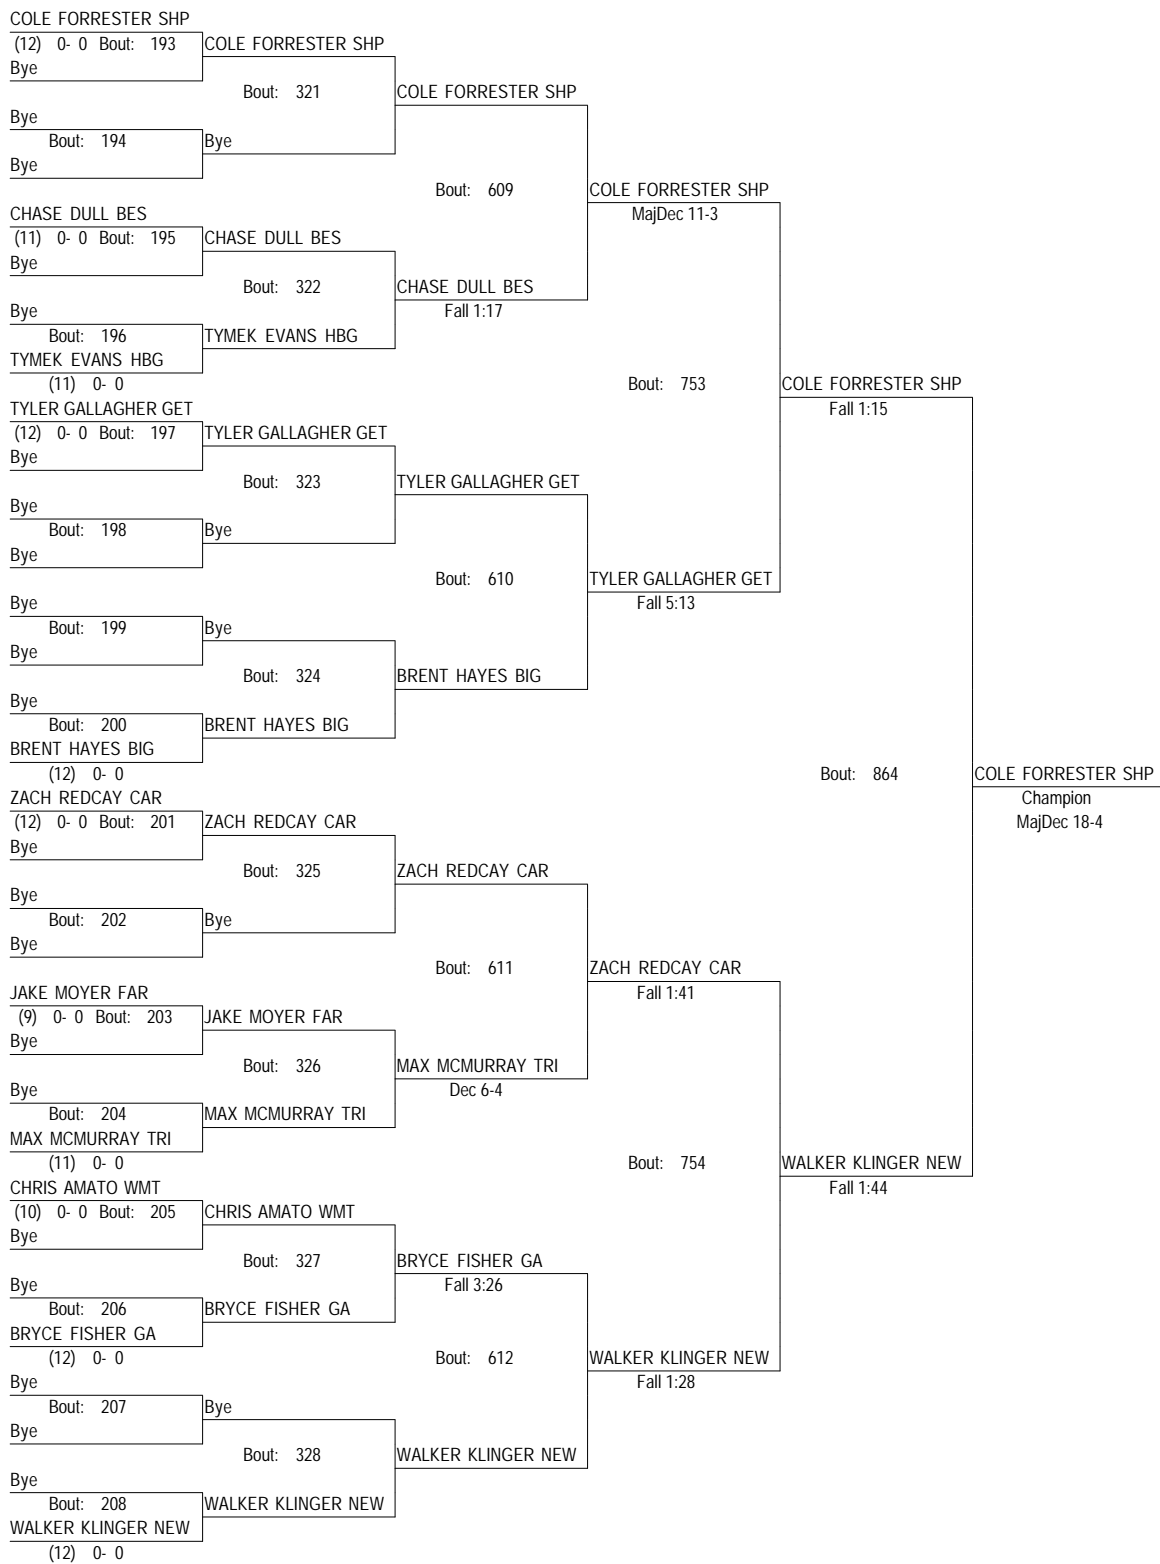 COLE FORRESTER SHP
(12) 0- 0 Bout: 193 COLE FORRESTER SHP
Bye
Bout: 321 COLE FORRESTER SHP
Bye
Bout: 194 Bye
Bye
Bout: 609 COLE FORRESTER SHP
CHASE DULL BES MajDec 11-3
(11) 0- 0 Bout: 195 CHASE DULL BES
Bye
Bout: 322 CHASE DULL BES
Bye Fall 1:17
Bout: 196 TYMEK EVANS HBG
TYMEK EVANS HBG
(11) 0- 0 Bout: 753 COLE FORRESTER SHP
TYLER GALLAGHER GET Fall 1:15
(12) 0- 0 Bout: 197 TYLER GALLAGHER GET
Bye
Bout: 323 TYLER GALLAGHER GET
Bye
Bout: 198 Bye
Bye
Bout: 610 TYLER GALLAGHER GET
Bye Fall 5:13
Bout: 199 Bye
Bye
Bout: 324 BRENT HAYES BIG
Bye
Bout: 200 BRENT HAYES BIG
BRENT HAYES BIG
(12) 0- 0 Bout: 864 COLE FORRESTER SHP
ZACH REDCAY CAR Champion
(12) 0- 0 Bout: 201 ZACH REDCAY CAR MajDec 18-4
Bye
Bout: 325 ZACH REDCAY CAR
Bye
Bout: 202 Bye
Bye
Bout: 611 ZACH REDCAY CAR
JAKE MOYER FAR Fall 1:41
(9) 0- 0 Bout: 203 JAKE MOYER FAR
Bye
Bout: 326 MAX MCMURRAY TRI
Bye Dec 6-4
Bout: 204 MAX MCMURRAY TRI
MAX MCMURRAY TRI
(11) 0- 0 Bout: 754 WALKER KLINGER NEW
CHRIS AMATO WMT Fall 1:44
(10) 0- 0 Bout: 205 CHRIS AMATO WMT
Bye
Bout: 327 BRYCE FISHER GA
Bye Fall 3:26
Bout: 206 BRYCE FISHER GA
BRYCE FISHER GA
(12) 0- 0 Bout: 612 WALKER KLINGER NEW
Bye Fall 1:28
Bout: 207 Bye
Bye
Bout: 328 WALKER KLINGER NEW
Bye
Bout: 208 WALKER KLINGER NEW
WALKER KLINGER NEW
(12) 0- 0